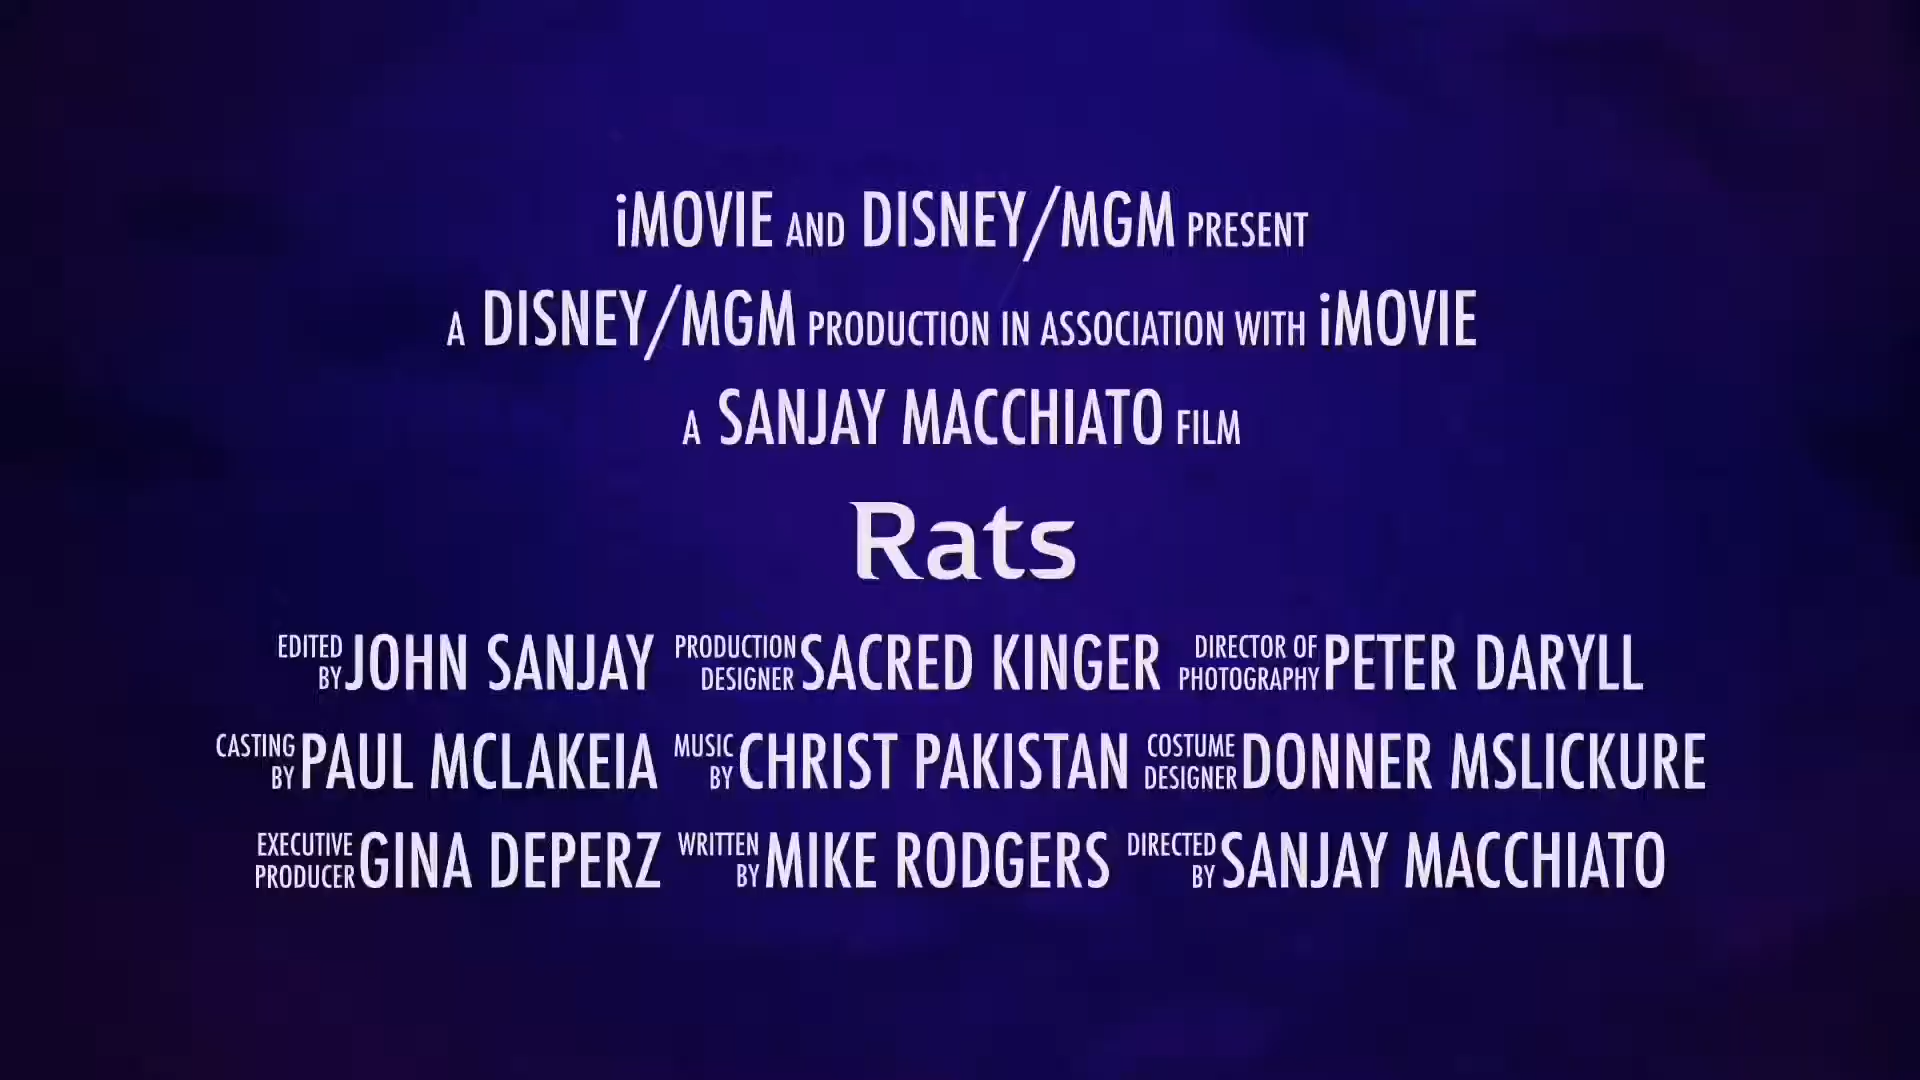 iMOVIE AND DISNEY/MGM PRESENT
A DISNEY/MGM PRODUCTION IN ASSOCIATION WITH iMOVIE
A SANJAY MACCHIATO FILM
Rats
EDITED BY JOHN SANJAY PRODUCTION DESIGNER SACRED KINGER DIRECTOR OF PHOTOGRAPHY PETER DARYLL
CASTING BY PAUL MCLAKEIA MUSIC BY CHRIST PAKISTAN COSTUME DESIGNER DONNER MSLICKURE
EXECUTIVE PRODUCER GINA DEPERZ WRITTEN BY MIKE RODGERS DIRECTED BY SANJAY MACCHIATO